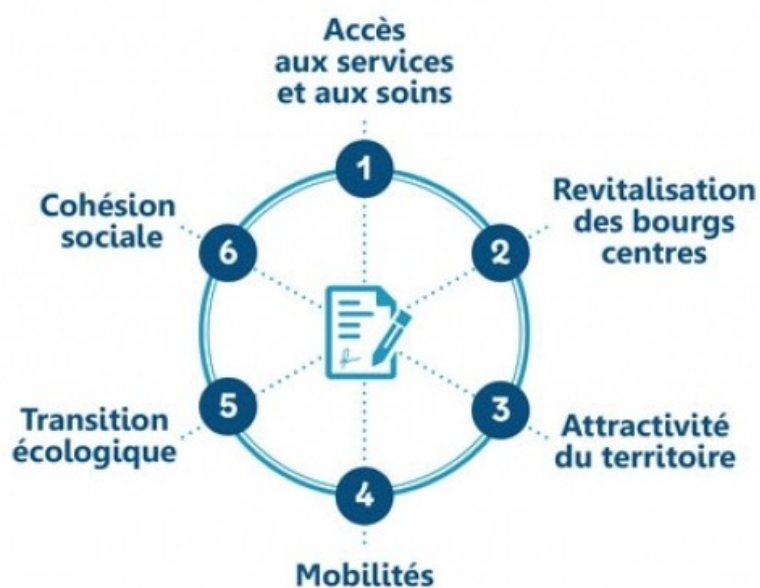 Accès
aux services
et aux soins
1
Revitalisation
des bourgs
centres
2
3
Attractivité
du territoire
4
Mobilités
5
Transition
écologique
6
Cohésion
sociale